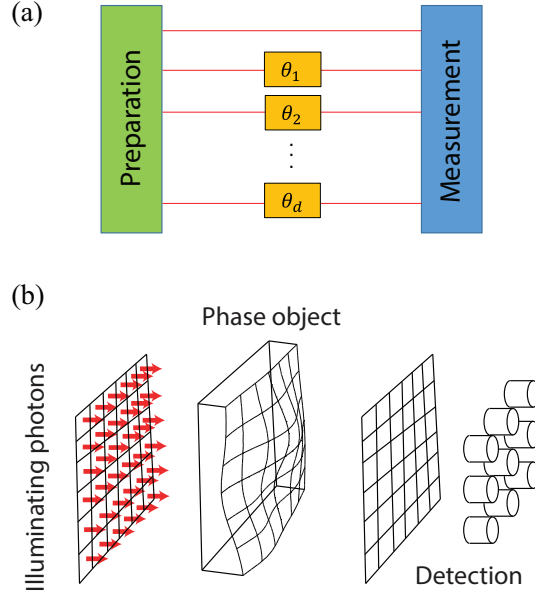 (a)
Preparation
θ1
θ2
⋮
θd
Measurement
(b)
Phase object
Illuminating photons
Detection